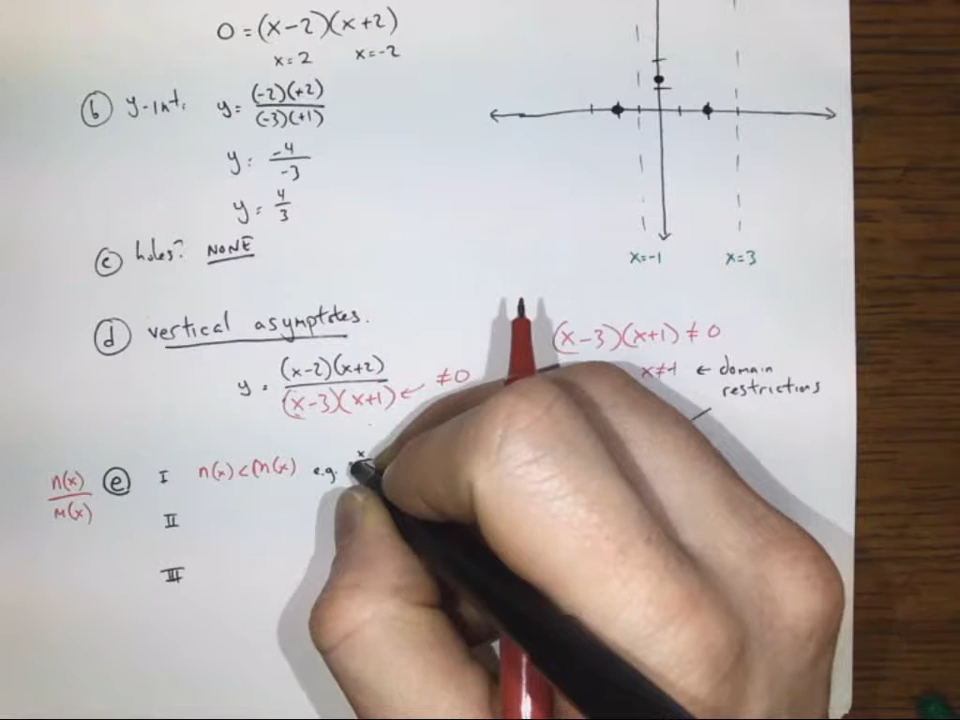 0 = (x-2)(x+2)
x=2 x=-2
b y-int. y = (-2)(+2) / (-3)(+1)
y = -4 / -3
y = 4 / 3
c holes? NONE
x=-1 x=3
d vertical asymptotes.
(x-3)(x+1) ≠ 0
y = (x-2)(x+2) / (x-3)(x+1) ← ≠0
x≠-1 ← domain
restrictions
n(x) / m(x) e I n(x) < m(x) e.g. x
II
III